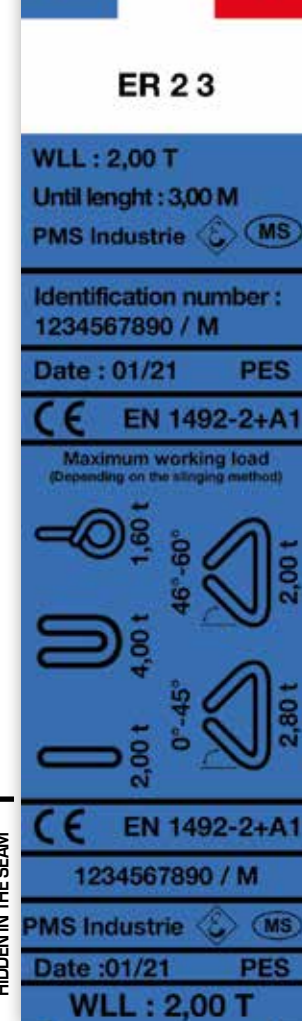 ER 2 3
WLL : 2,00 T
Until lenght : 3,00 M
PMS Industrie MS
Identification number :
1234567890 / M
Date : 01/21 PES
CE EN 1492-2+A1
Maximum working load
(Depending on the slinging method)
1,60 t
46°-60°
2,00 t
4,00 t
0°-45°
2,80 t
2,00 t
CE EN 1492-2+A1
1234567890 / M
PMS Industrie MS
Date :01/21 PES
WLL : 2,00 T
HIDDEN IN THE SEAM